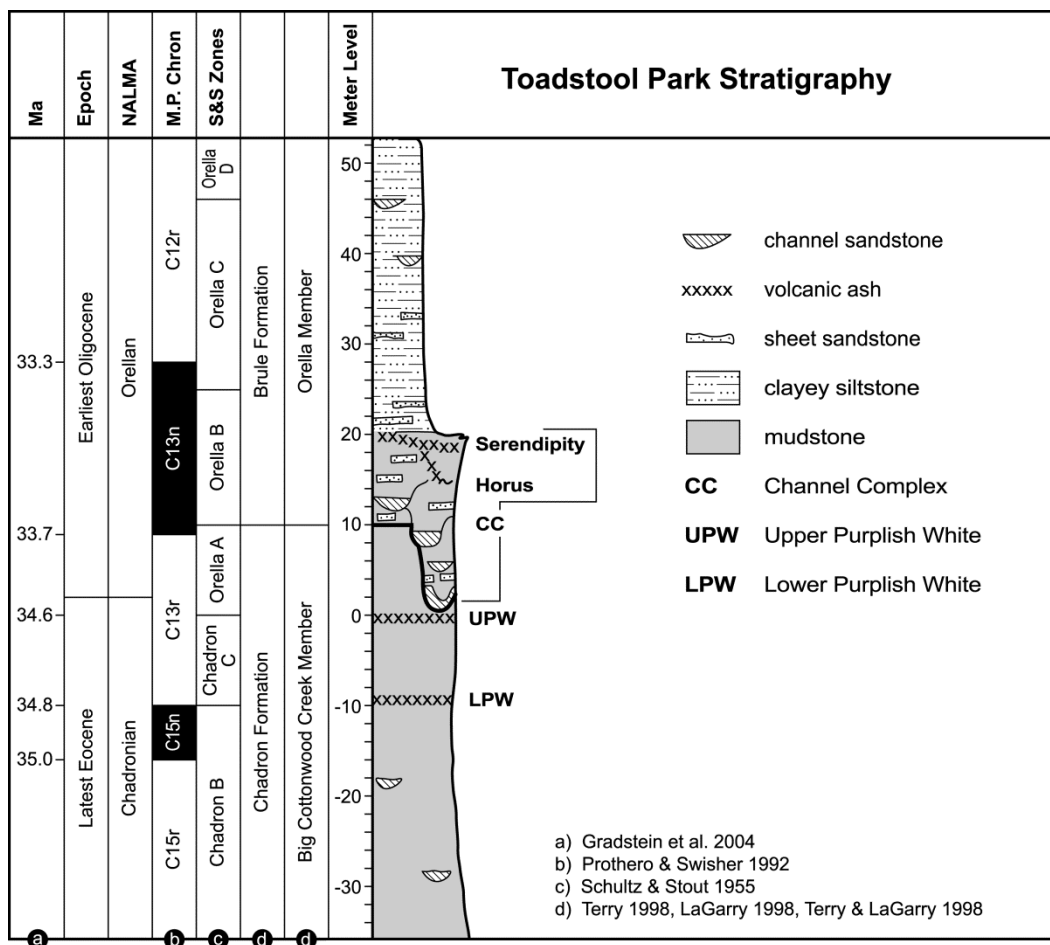 Toadstool Park Stratigraphy
Ma
Epoch
NALMA
M.P. Chron
S&S Zones
Meter Level
33.3
33.7
34.6
34.8
35.0
Earliest Oligocene
Latest Eocene
Orellan
Chadronian
C12r
C13n
C13r
C15n
C15r
Orella
D
Orella C
Orella B
Orella A
Chadron
C
Chadron B
Brule Formation
Chadron Formation
Orella Member
Big Cottonwood Creek Member
50
40
30
20
10
0
-10
-20
-30
Serendipity
Horus
CC
UPW
LPW
channel sandstone
xxxxx volcanic ash
sheet sandstone
clayey siltstone
mudstone
CC Channel Complex
UPW Upper Purplish White
LPW Lower Purplish White
a) Gradstein et al. 2004
b) Prothero & Swisher 1992
c) Schultz & Stout 1955
d) Terry 1998, LaGarry 1998, Terry & LaGarry 1998
a
b
c
d
d